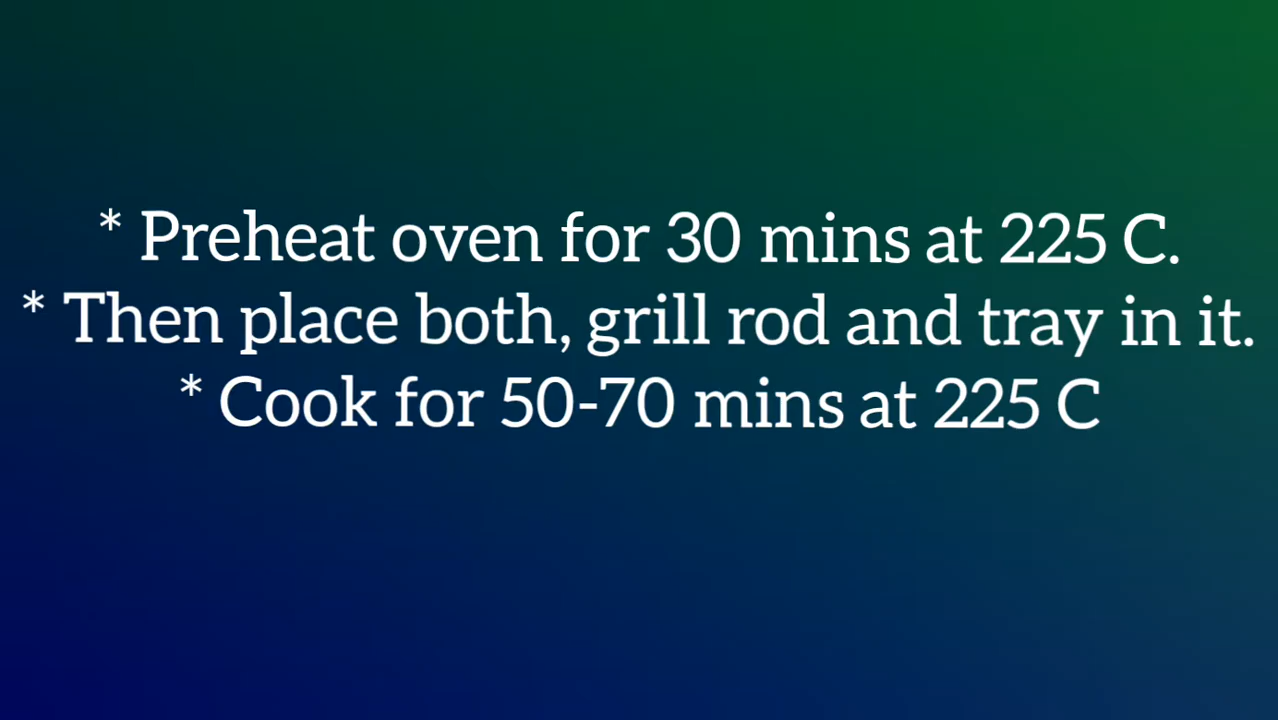 * Preheat oven for 30 mins at 225 C.
* Then place both, grill rod and tray in it.
* Cook for 50-70 mins at 225 C